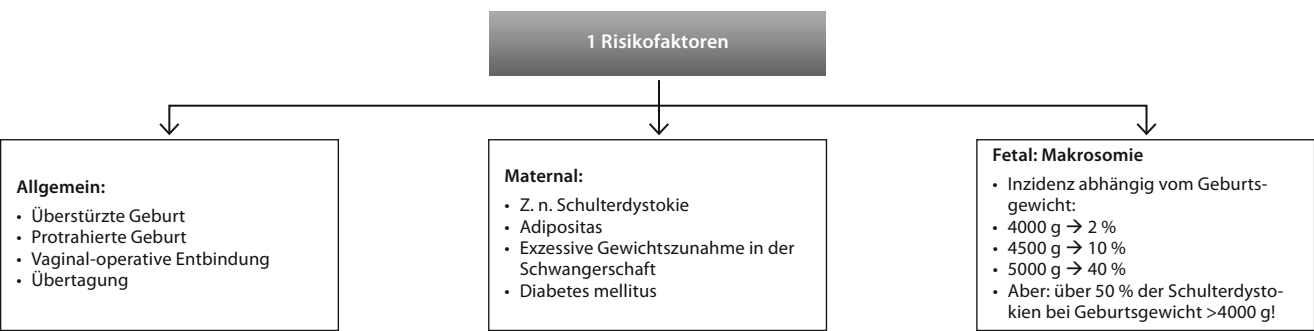 1 Risikofaktoren
Allgemein:
• Überstürzte Geburt
• Protrahierte Geburt
• Vaginal-operative Entbindung
• Übertagung
Maternal:
• Z. n. Schulterdystokie
• Adipositas
• Exzessive Gewichtszunahme in der
Schwangerschaft
• Diabetes mellitus
Fetal: Makrosomie
• Inzidenz abhängig vom Geburts-
gewicht:
• 4000 g → 2 %
• 4500 g → 10 %
• 5000 g → 40 %
• Aber: über 50 % der Schulterdysto-
kien bei Geburtsgewicht >4000 g!